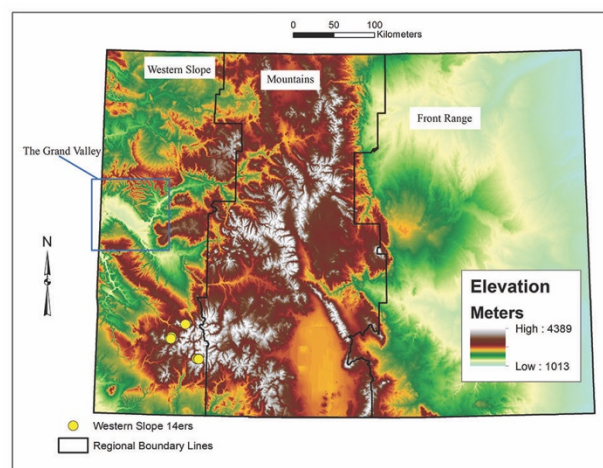 0 50 100
Kilometers
Western Slope
Mountains
Front Range
The Grand Valley
N
Elevation
Meters
High : 4389
Low : 1013
Western Slope 14ers
Regional Boundary Lines